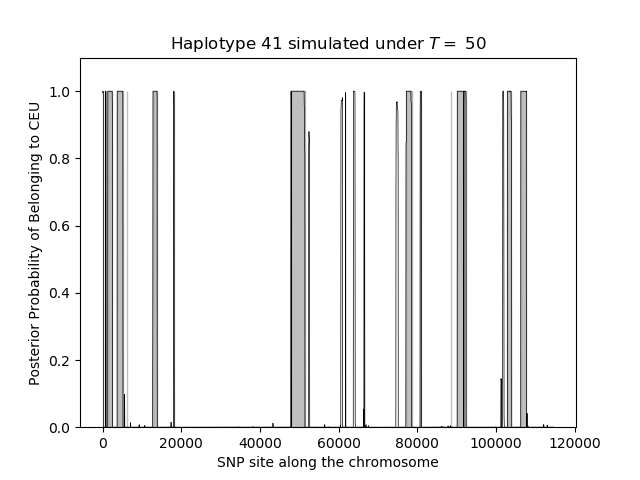 Haplotype 41 simulated under T = 50
Posterior Probability of Belonging to CEU
1.0
0.8
0.6
0.4
0.2
0.0
0 20000 40000 60000 80000 100000 120000
SNP site along the chromosome